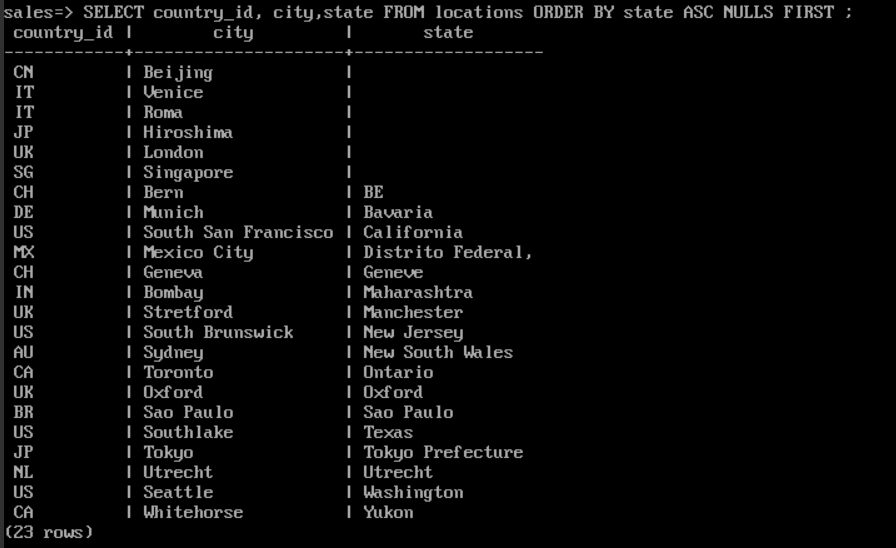 sales=> SELECT country_id, city,state FROM locations ORDER BY state ASC NULLS FIRST ;
 country_id |        city         |       state
------------+---------------------+------------------
 CN         | Beijing             |
 IT         | Venice              |
 IT         | Roma                |
 JP         | Hiroshima           |
 UK         | London              |
 SG         | Singapore           |
 CH         | Bern                | BE
 DE         | Munich              | Bavaria
 US         | South San Francisco | California
 MX         | Mexico City         | Distrito Federal,
 CH         | Geneva              | Geneve
 IN         | Bombay              | Maharashtra
 UK         | Stretford           | Manchester
 US         | South Brunswick     | New Jersey
 AU         | Sydney              | New South Wales
 CA         | Toronto             | Ontario
 UK         | Oxford              | Oxford
 BR         | Sao Paulo           | Sao Paulo
 US         | Southlake           | Texas
 JP         | Tokyo               | Tokyo Prefecture
 NL         | Utrecht             | Utrecht
 US         | Seattle             | Washington
 CA         | Whitehorse          | Yukon
(23 rows)